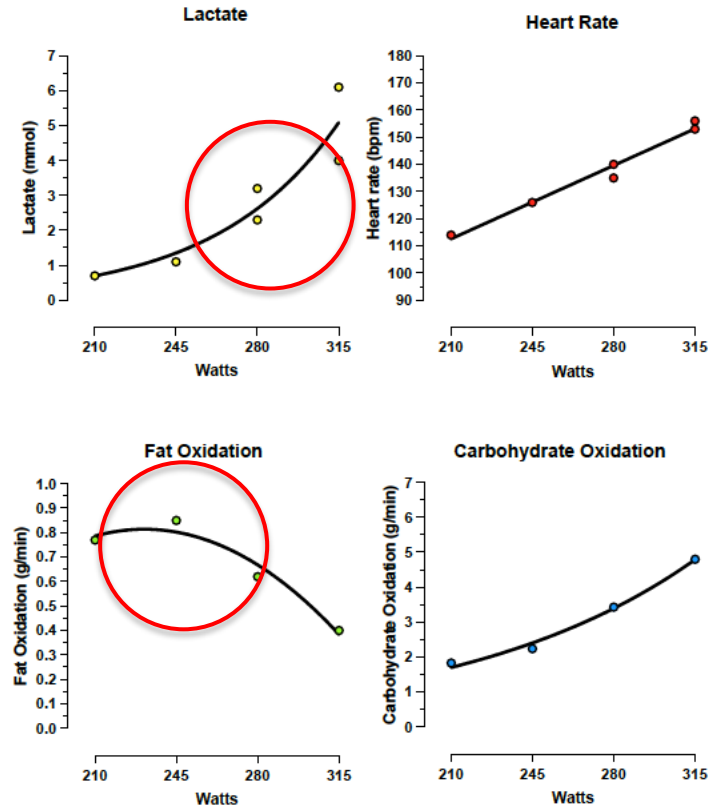 Lactate
Lactate (mmol)
7
6
5
4
3
2
1
0
210 245 280 315
Watts
Heart Rate
Heart rate (bpm)
180
170
160
150
140
130
120
110
100
90
210 245 280 315
Watts
Fat Oxidation
Fat Oxidation (g/min)
1.0
0.9
0.8
0.7
0.6
0.5
0.4
0.3
0.2
0.1
0.0
210 245 280 315
Watts
Carbohydrate Oxidation
Carbohydrate Oxidation (g/min)
7
6
5
4
3
2
1
0
210 245 280 315
Watts